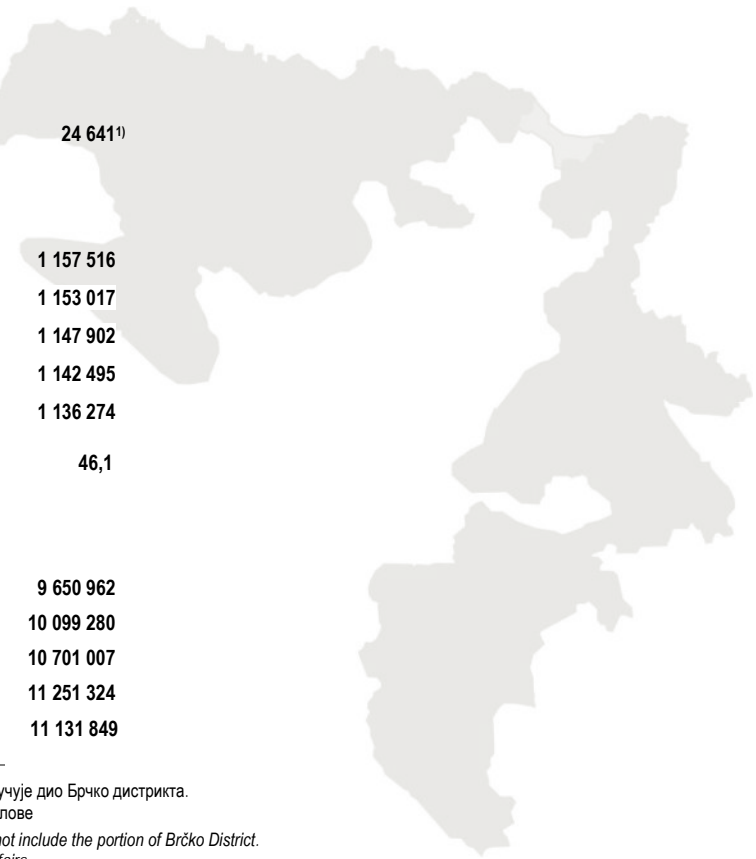 24 641¹⁾
1 157 516
1 153 017
1 147 902
1 142 495
1 136 274
46,1
9 650 962
10 099 280
10 701 007
11 251 324
11 131 849
дио Брчко дистрикта.
not include the portion of Brčko District.